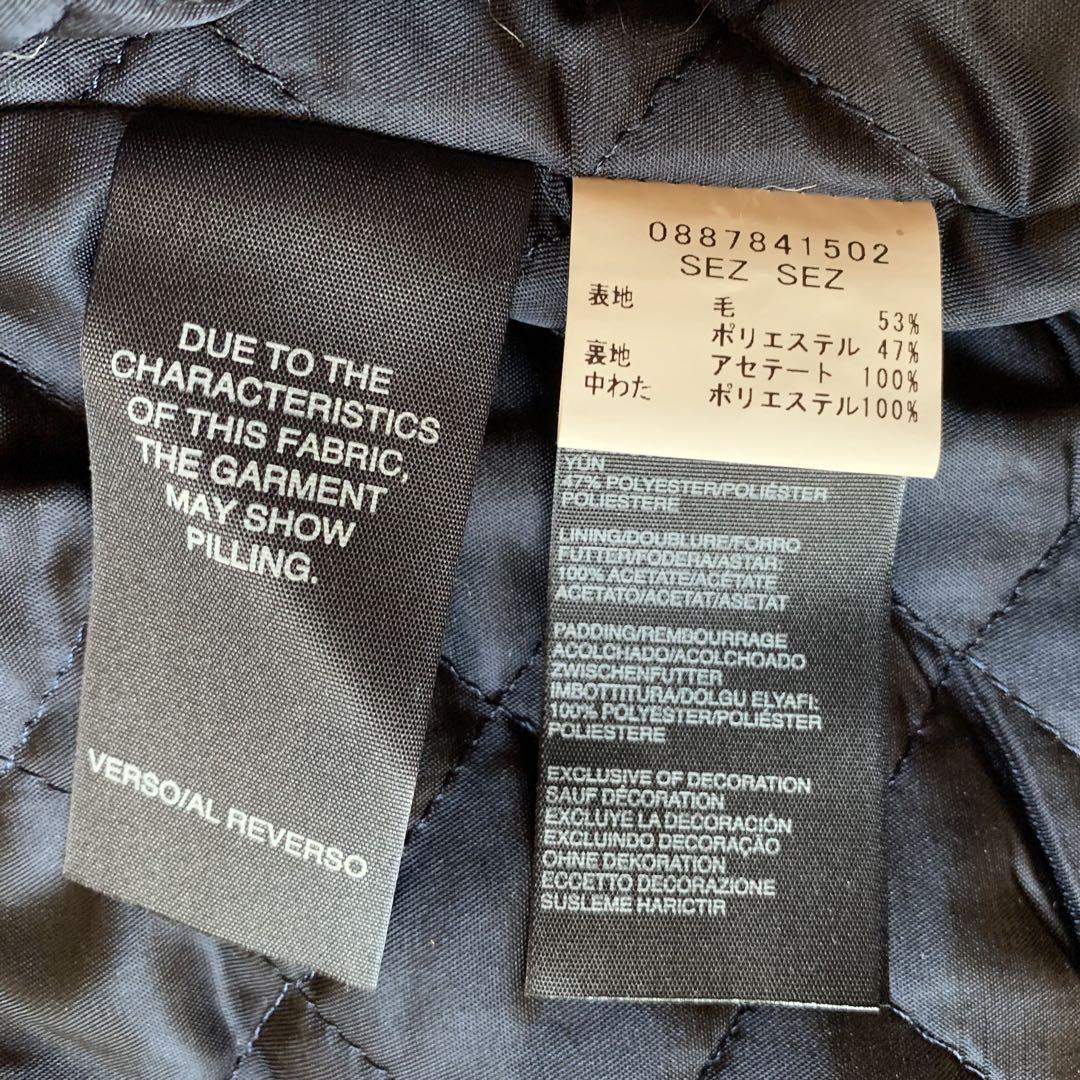 DUE TO THE
CHARACTERISTICS
OF THIS FABRIC,
THE GARMENT
MAY SHOW
PILLING.
VERSO/AL REVERSO
0887841502
SEZ SEZ
表地 毛 53%
ポリエステル 47%
裏地 アセテート 100%
中わた ポリエステル100%
YÜN
47% POLYESTER/POLIÉSTER
POLIESTERE
LINING/DOUBLURE/FORRO
FUTTER/FODERA/ASTAR:
100% ACETATE/ACÉTATE
ACETATO/ACETAT/ASETAT
PADDING/REMBOURRAGE
ACOLCHADO/ACOLCHOADO
ZWISCHENFUTTER
IMBOTTITURA/DOLGU ELYAFI:
100% POLYESTER/POLIÉSTER
POLIESTERE
EXCLUSIVE OF DECORATION
SAUF DÉCORATION
EXCLUYE LA DECORACIÓN
EXCLUINDO DECORAÇÃO
OHNE DEKORATION
ECCETTO DECORAZIONE
SUSLEME HARICTIR